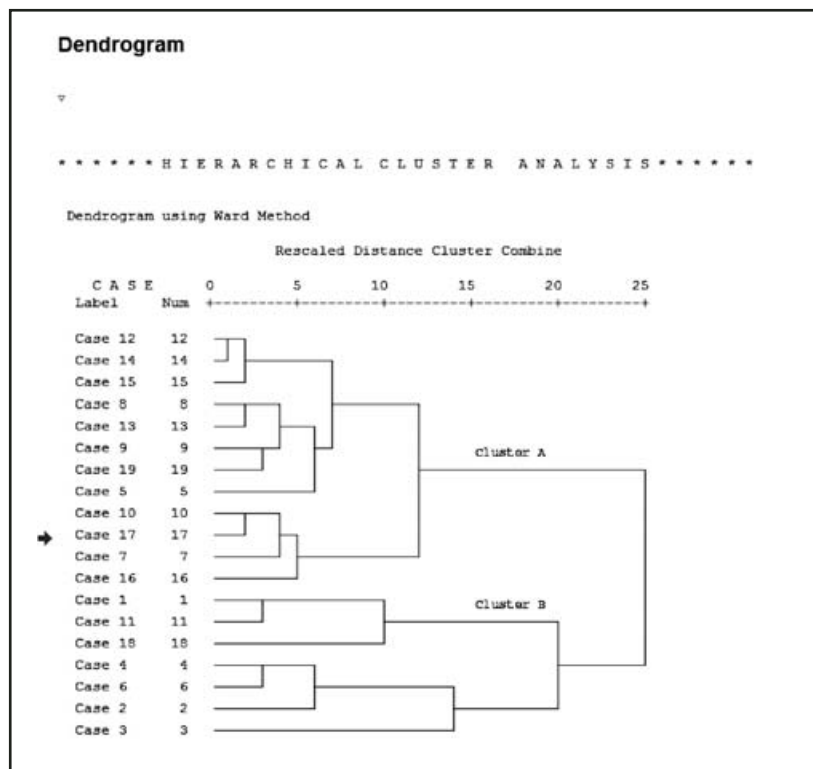 Dendrogram
* * * * * * H I E R A R C H I C A L  C L U S T E R  A N A L Y S I S * * * * * *
Dendrogram using Ward Method
Rescaled Distance Cluster Combine
C A S E 0 5 10 15 20 25
Label Num +---------+---------+---------+---------+---------+
Case 12 12
Case 14 14
Case 15 15
Case 8 8
Case 13 13
Case 9 9
Cluster A
Case 19 19
Case 5 5
Case 10 10
Case 17 17
Case 7 7
Case 16 16
Case 1 1
Cluster B
Case 11 11
Case 18 18
Case 4 4
Case 6 6
Case 2 2
Case 3 3